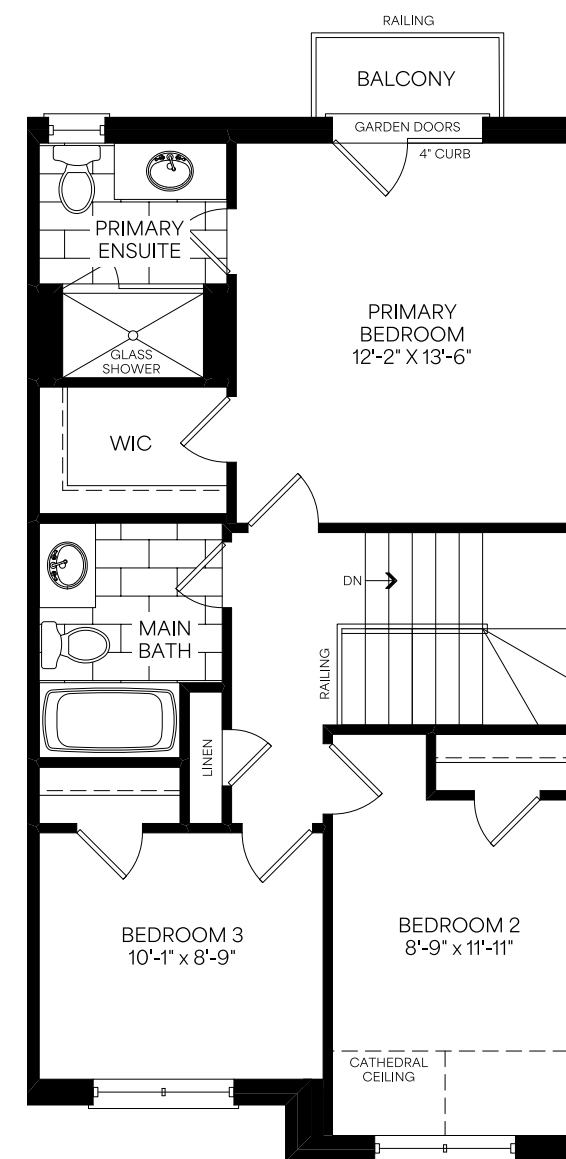 RAILING
BALCONY
GARDEN DOORS
4" CURB
PRIMARY
ENSUITE
PRIMARY
BEDROOM
12'-2" X 13'-6"
GLASS
SHOWER
WIC
DN
MAIN
BATH
RAILING
LINEN
BEDROOM 3
10'-1" x 8'-9"
BEDROOM 2
8'-9" x 11'-11"
CATHEDRAL
CEILING